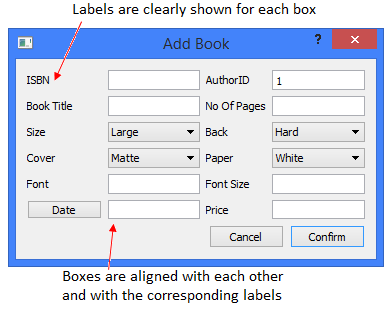 Labels are clearly shown for each box
Add Book
?
ISBN
AuthorID 1
Book Title
No Of Pages
Size Large
Back Hard
Cover Matte
Paper White
Font
Font Size
Date
Price
Cancel
Confirm
Boxes are aligned with each other
and with the corresponding labels